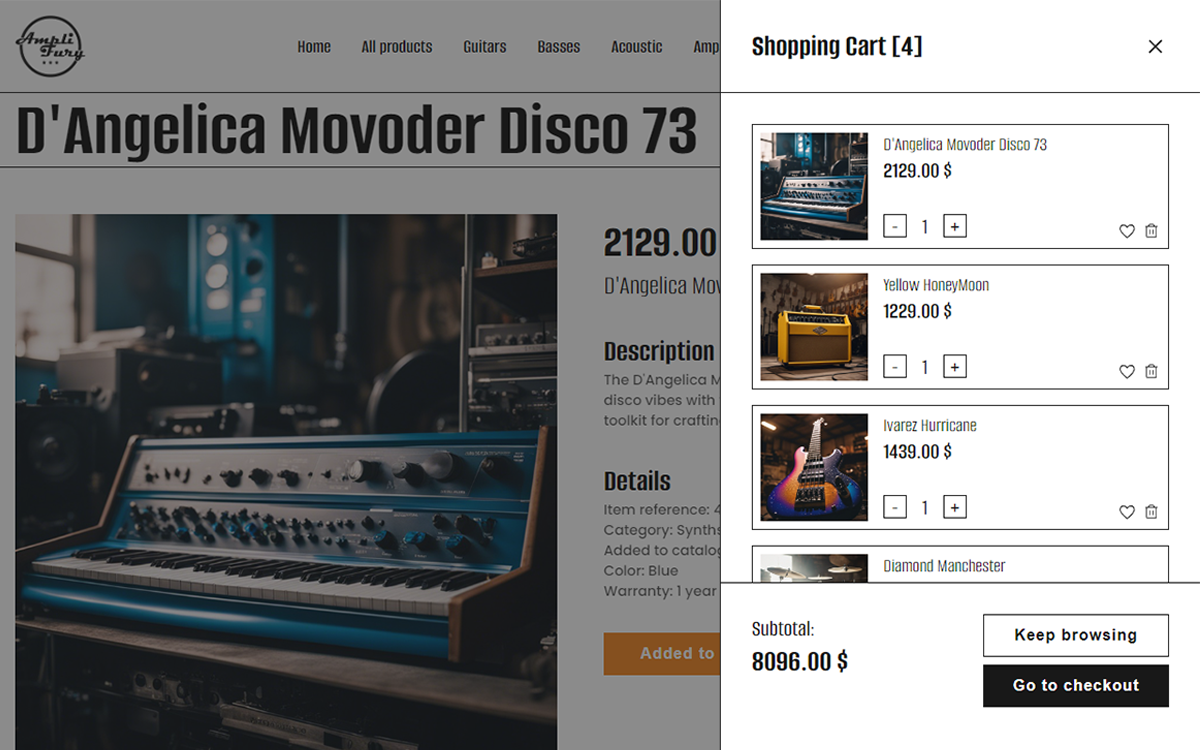 Ampli
Fury
Home
All products
Guitars
Basses
Acoustic
Amp
D'Angelica Movoder Disco 73
2129.00
D'Angelica Mov
Description
The D'Angelica M
disco vibes with
toolkit for craftin
Details
Item reference: 4
Category: Synths
Added to catalog
Color: Blue
Warranty: 1 year
Added to
Shopping Cart [4]
D'Angelica Movoder Disco 73
2129.00 $
- 1 +
Yellow HoneyMoon
1229.00 $
- 1 +
Ivarez Hurricane
1439.00 $
- 1 +
Diamond Manchester
Subtotal:
8096.00 $
Keep browsing
Go to checkout